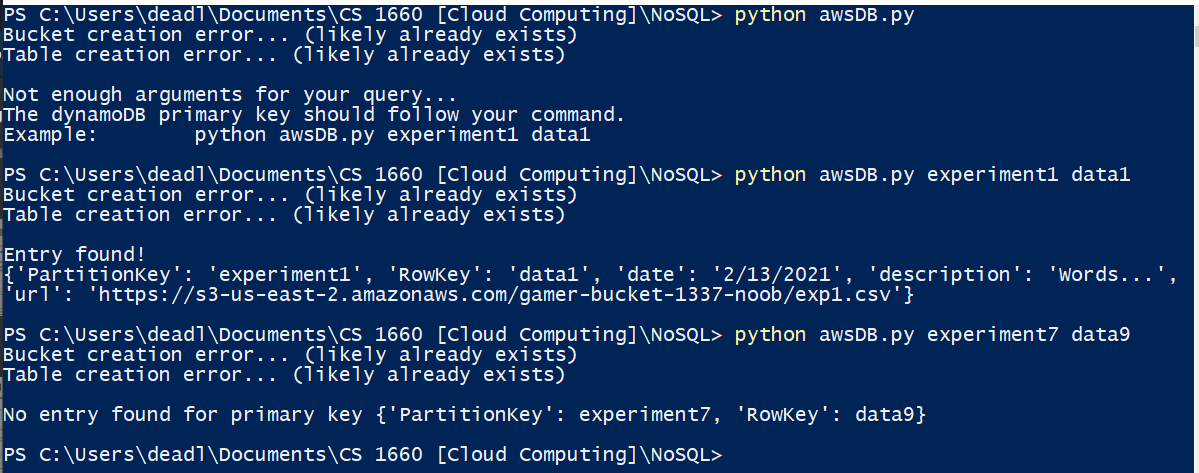 PS C:\Users\deadl\Documents\CS 1660 [Cloud Computing]\NoSQL> python awsDB.py
Bucket creation error... (likely already exists)
Table creation error... (likely already exists)
Not enough arguments for your query...
The dynamoDB primary key should follow your command.
Example:        python awsDB.py experiment1 data1
PS C:\Users\deadl\Documents\CS 1660 [Cloud Computing]\NoSQL> python awsDB.py experiment1 data1
Bucket creation error... (likely already exists)
Table creation error... (likely already exists)
Entry found!
{'PartitionKey': 'experiment1', 'RowKey': 'data1', 'date': '2/13/2021', 'description': 'Words...',
'url': 'https://s3-us-east-2.amazonaws.com/gamer-bucket-1337-noob/exp1.csv'}
PS C:\Users\deadl\Documents\CS 1660 [Cloud Computing]\NoSQL> python awsDB.py experiment7 data9
Bucket creation error... (likely already exists)
Table creation error... (likely already exists)
No entry found for primary key {'PartitionKey': experiment7, 'RowKey': data9}
PS C:\Users\deadl\Documents\CS 1660 [Cloud Computing]\NoSQL>